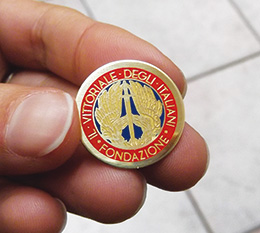 IL · VITTORIALE · DEGLI · ITALIANI ·
· FONDAZIONE ·